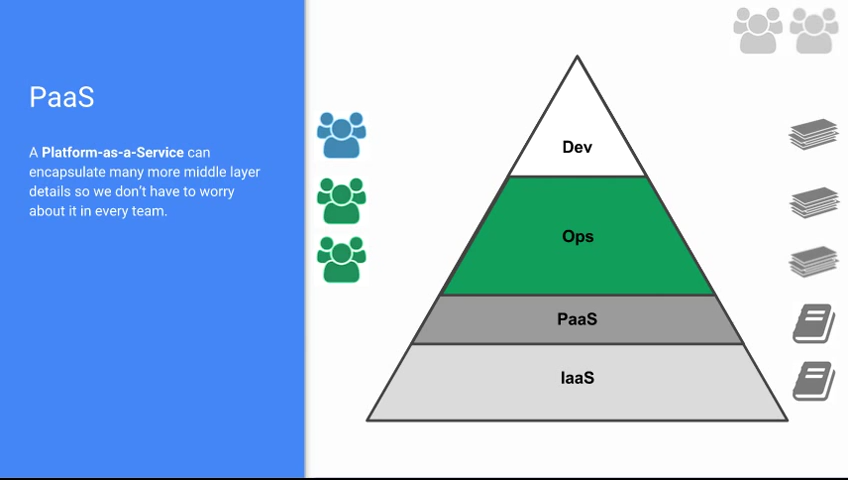 PaaS
A Platform-as-a-Service can
encapsulate many more middle layer
details so we don't have to worry
about it in every team.
Dev
Ops
PaaS
IaaS